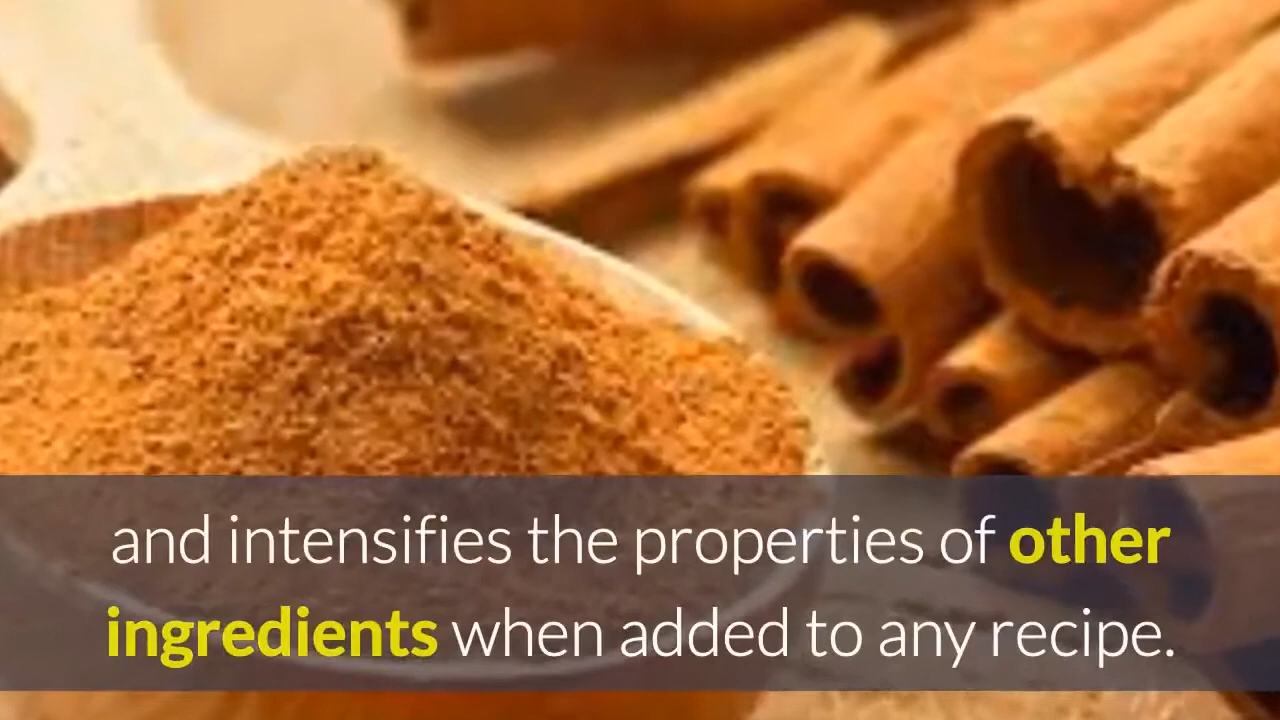 and intensifies the properties of other
ingredients when added to any recipe.